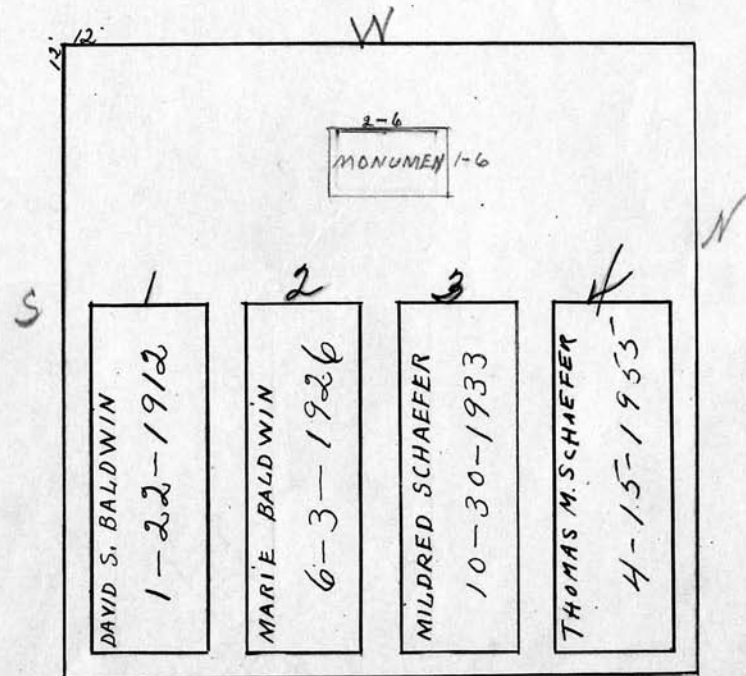 W
12'
12'
2-6
MONUMEN
1-6
N
S
1
2
3
4
DAVID S. BALDWIN
1-22-1912
MARIE BALDWIN
6-3-1926
MILDRED SCHAEFER
10-30-1933
THOMAS M. SCHAEFER
4-15-1955